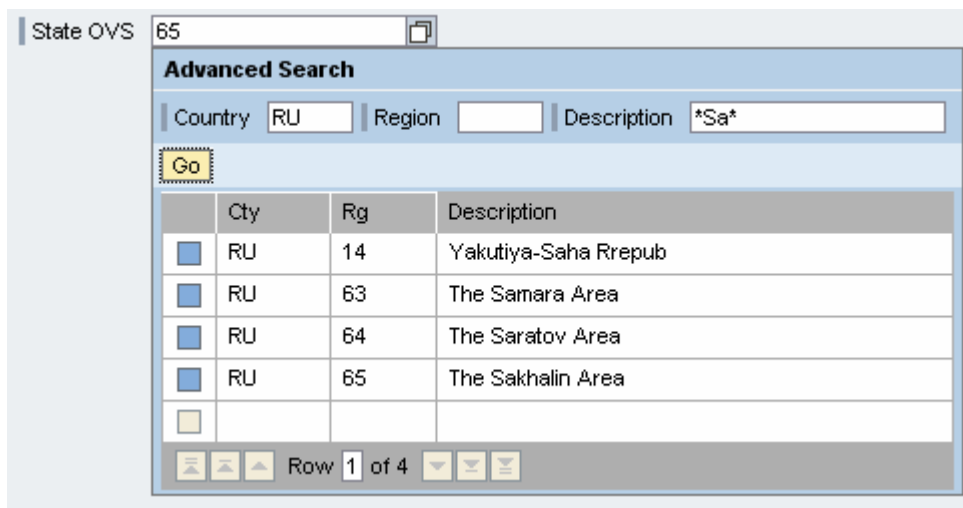 State OVS 65
Advanced Search
Country RU Region Description *Sa*
Go
Cty Rg Description
RU 14 Yakutiya-Saha Rrepub
RU 63 The Samara Area
RU 64 The Saratov Area
RU 65 The Sakhalin Area
Row 1 of 4